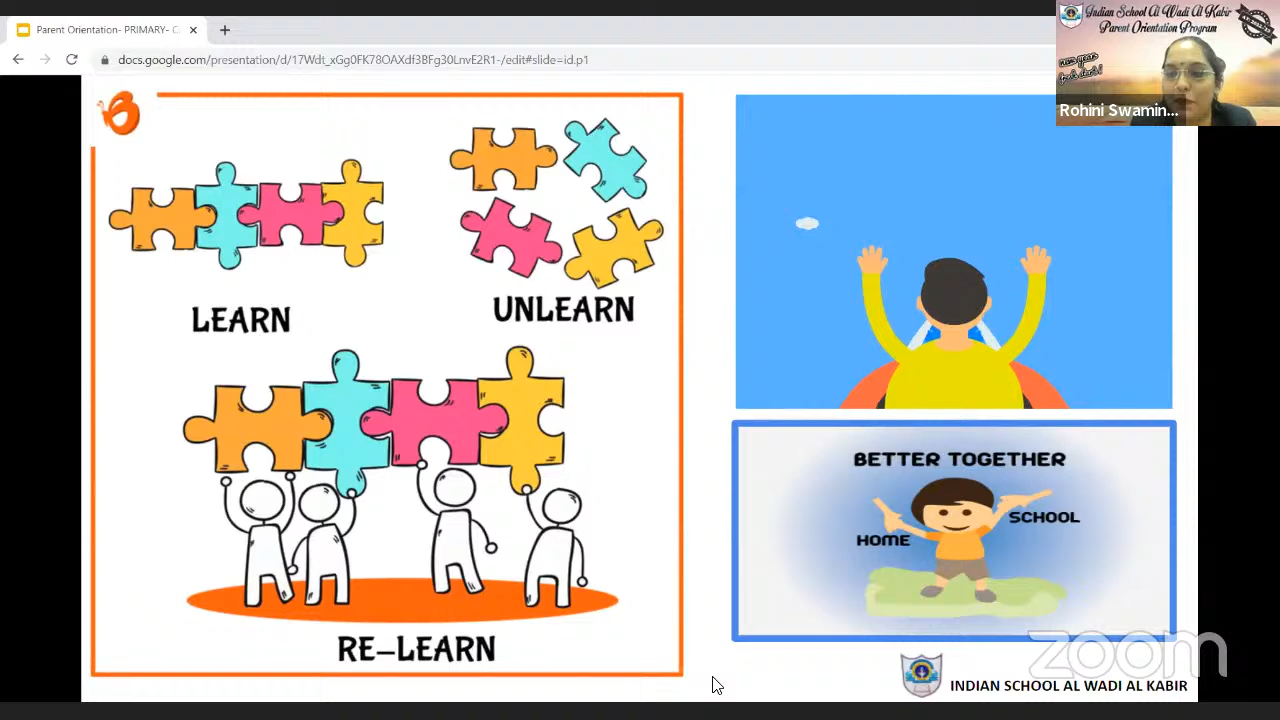 Parent Orientation- PRIMARY- C
docs.google.com/presentation/d/17Wdt_xGg0FK78OAXdf3BFg30LnvE2R1-/edit#slide=id.p1
Indian School Al Wadi Al Kabir
Parent Orientation Program
new year
Rohini Swamin...
LEARN
UNLEARN
RE-LEARN
BETTER TOGETHER
SCHOOL
HOME
zoom
INDIAN SCHOOL AL WADI AL KABIR